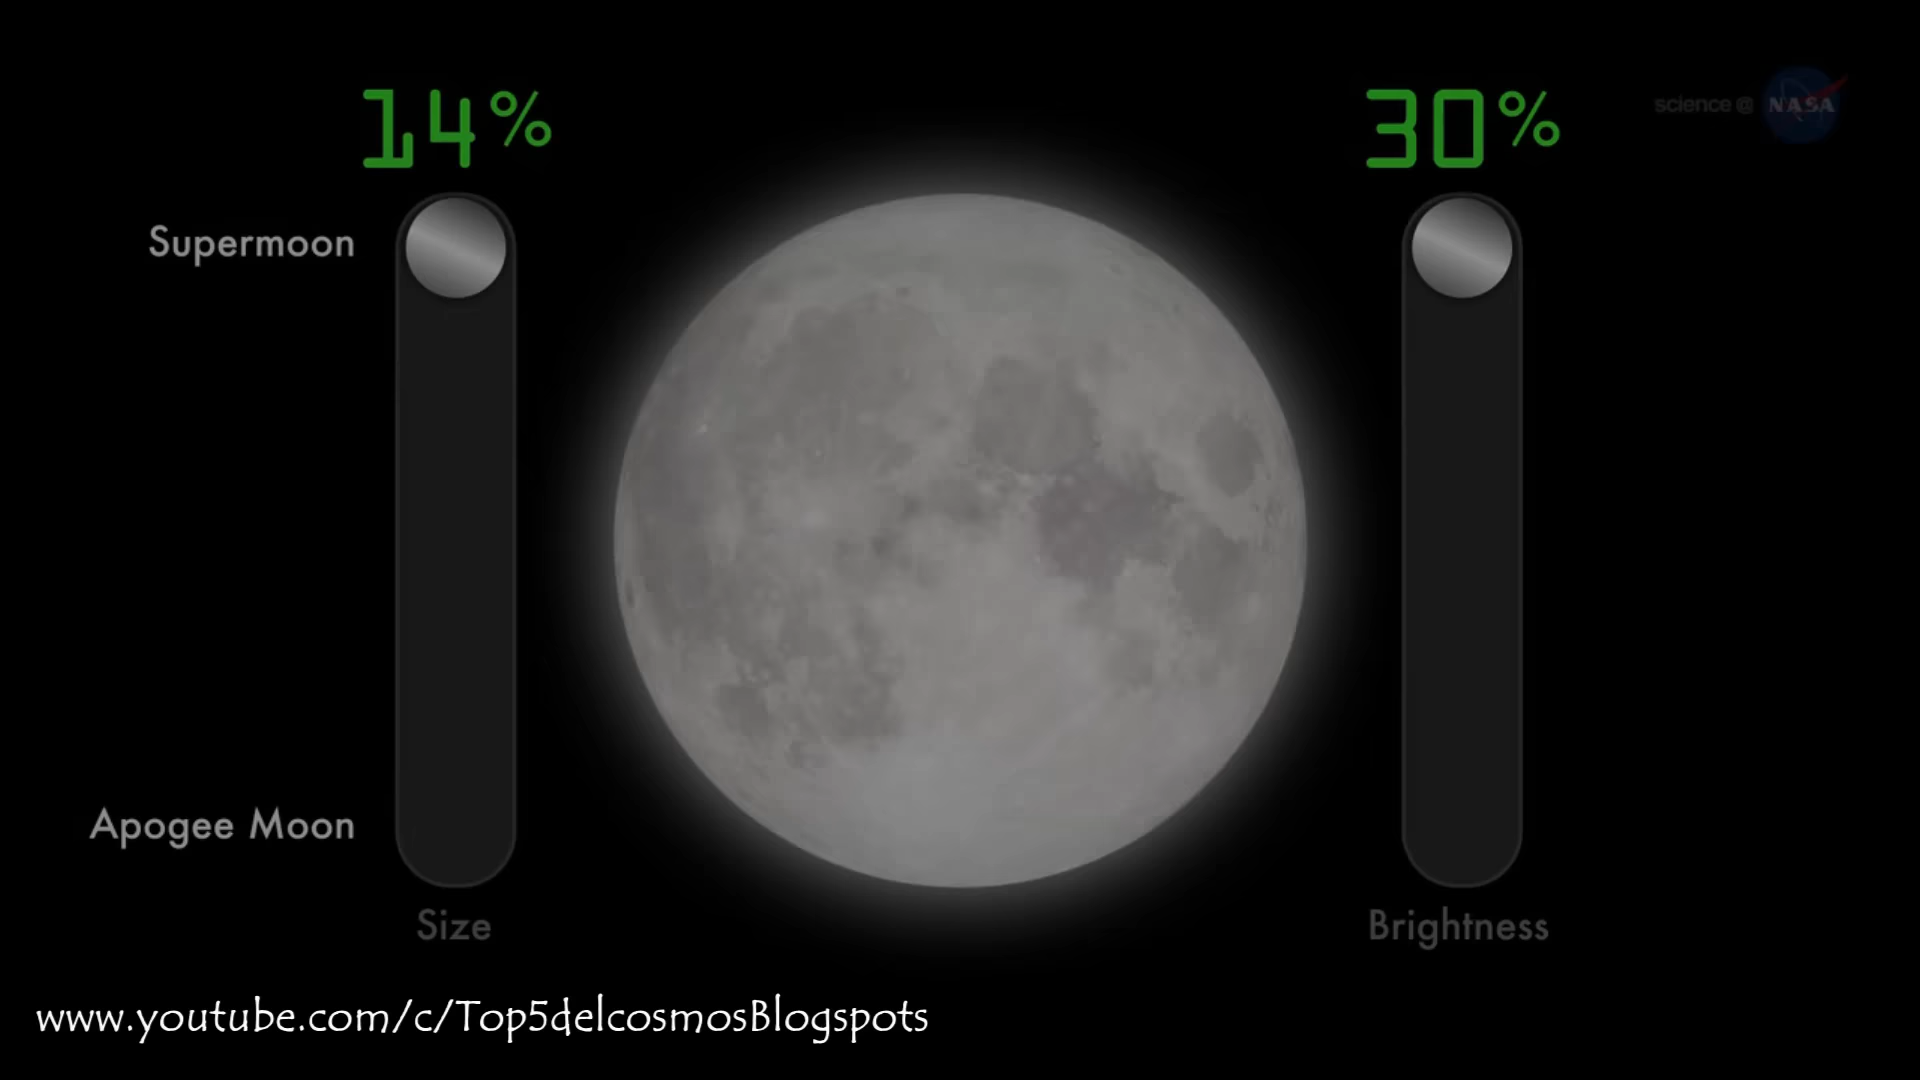 14%
30%
science @ NASA
Supermoon
Apogee Moon
Size
Brightness
www.youtube.com/c/Top5delcosmosBlogspots